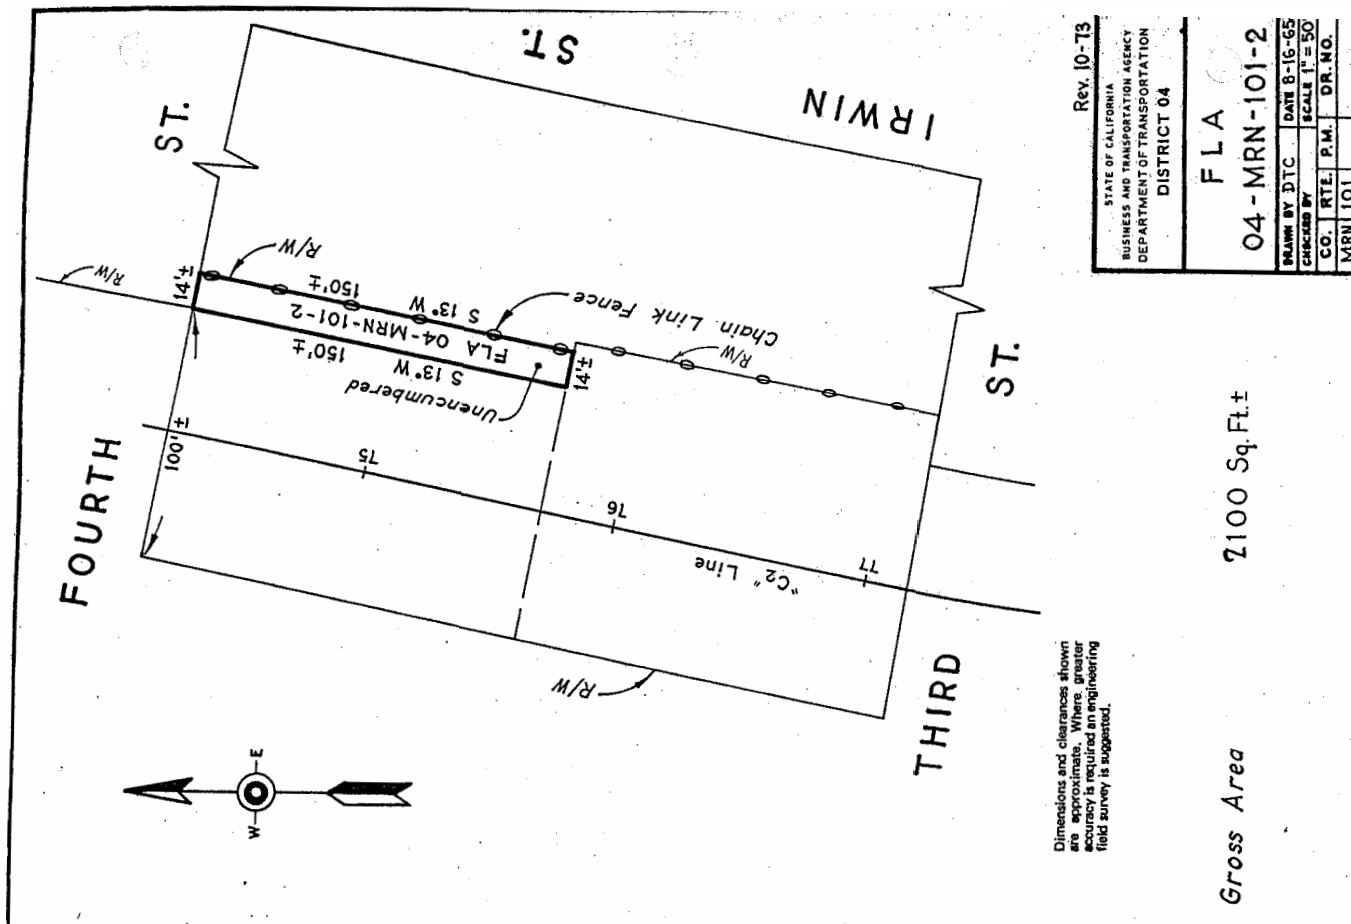 Rev. 10-73
STATE OF CALIFORNIA
BUSINESS AND TRANSPORTATION AGENCY
DEPARTMENT OF TRANSPORTATION
DISTRICT 04
FLA
04-MRN-101-2
DRAWN BY DTC DATE 8-16-65
CHECKED BY SCALE 1" = 50'
CO. RTE. P.M. DR. NO.
MRN 101
FOURTH ST.
IRWIN ST.
THIRD ST.
R/W
R/W
14'±
150'±
S 13° W
FLA 04-MRN-101-2
150'±
S 13° W
14'±
Unencumbered
Chain Link Fence
R/W
100'±
75
76
77
"C2" Line
R/W
W
E
Dimensions and clearances shown
are approximate. Where greater
accuracy is required an engineering
field survey is suggested.
Gross Area 2100 Sq. Ft.±